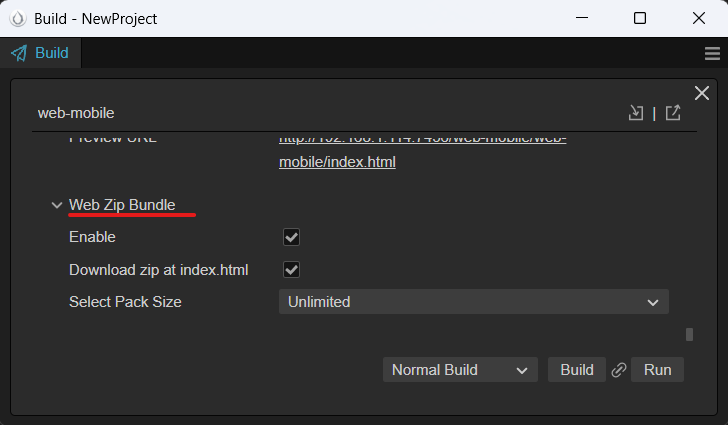 Build - NewProject
Build
web-mobile
Preview URL
mobile/index.html
Web Zip Bundle
Enable
Download zip at index.html
Select Pack Size Unlimited
Normal Build Build Run